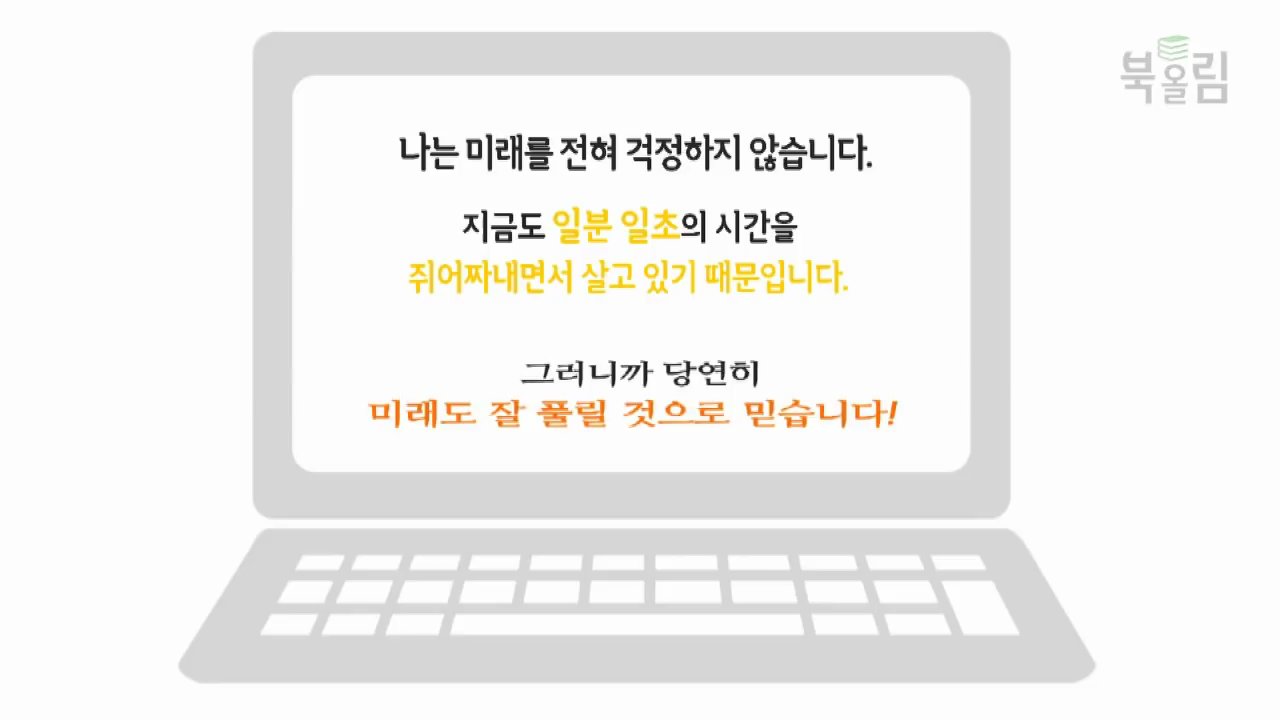 북올림
나는 미래를 전혀 걱정하지 않습니다.
지금도 일분 일초의 시간을
쥐어짜내면서 살고 있기 때문입니다.
그러니까 당연히
미래도 잘 풀릴 것으로 믿습니다!